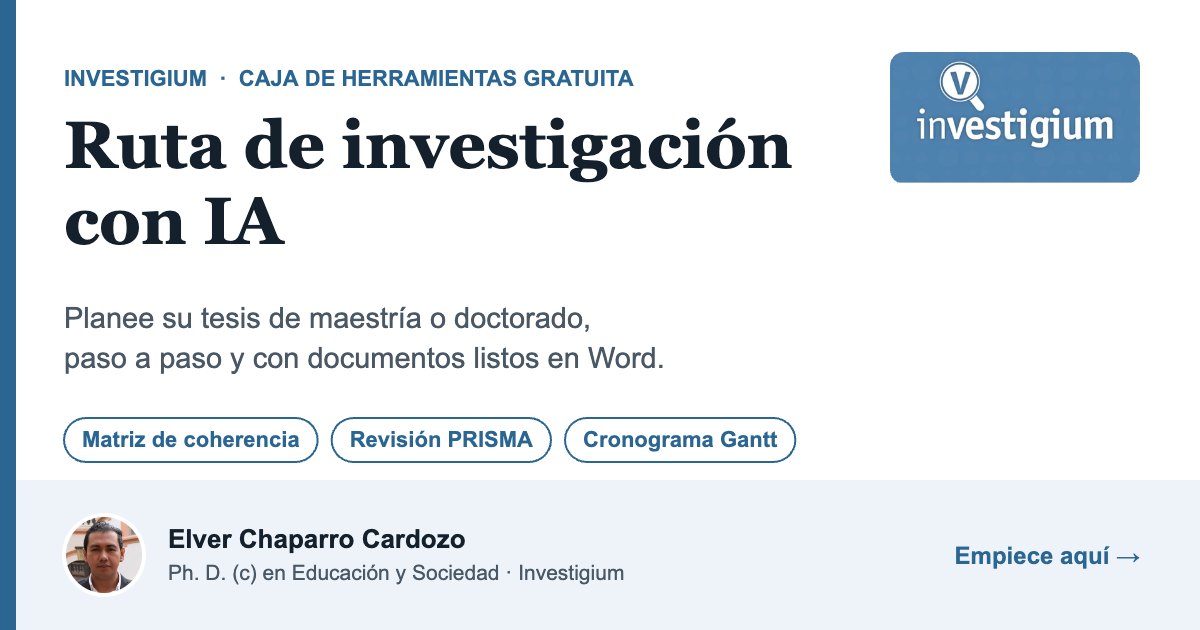 INVESTIGIUM · CAJA DE HERRAMIENTAS GRATUITA
Ruta de investigación
con IA
V
investigium
Planee su tesis de maestría o doctorado,
paso a paso y con documentos listos en Word.
Matriz de coherencia
Revisión PRISMA
Cronograma Gantt
Elver Chaparro Cardozo
Ph. D. (c) en Educación y Sociedad · Investigium
Empiece aquí →